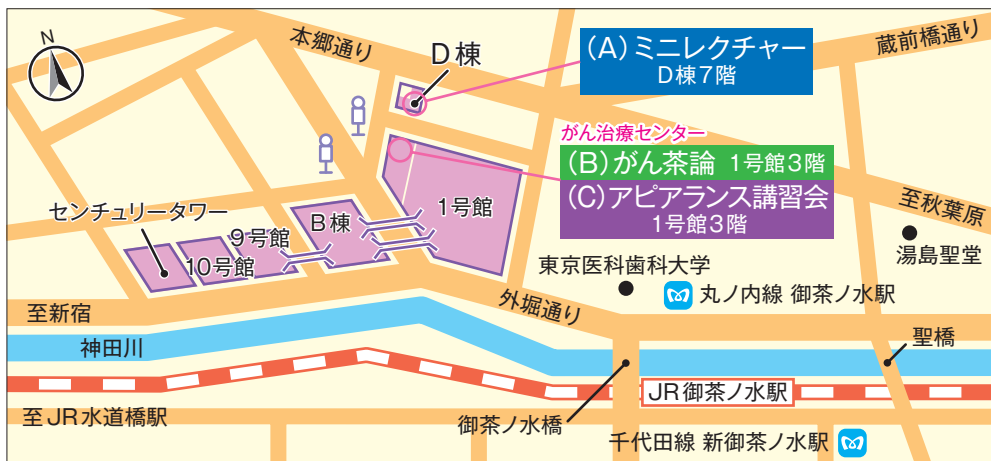 N
本郷通り
D棟
(A)ミニレクチャー
D棟7階
蔵前橋通り
がん治療センター
(B)がん茶論 1号館3階
(C)アピアランス講習会
1号館3階
至秋葉原
センチュリータワー
9号館
10号館
B棟
1号館
湯島聖堂
東京医科歯科大学
丸ノ内線 御茶ノ水駅
外堀通り
至新宿
神田川
聖橋
JR御茶ノ水駅
至JR水道橋駅
御茶ノ水橋
千代田線 新御茶ノ水駅